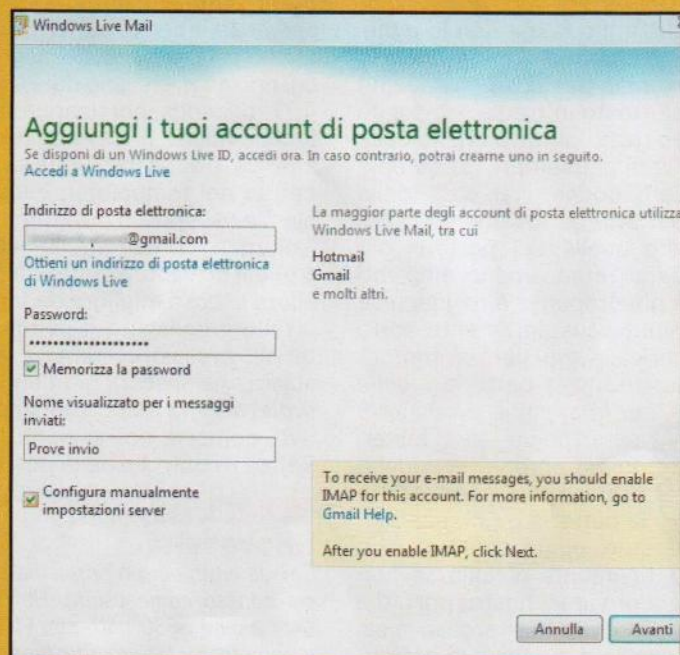 Windows Live Mail
Aggiungi i tuoi account di posta elettronica
Se disponi di un Windows Live ID, accedi ora. In caso contrario, potrai crearne uno in seguito.
Accedi a Windows Live
Indirizzo di posta elettronica:
@gmail.com
Ottieni un indirizzo di posta elettronica
di Windows Live
Password:
••••••••••••••••••••
Memorizza la password
Nome visualizzato per i messaggi
inviati:
Prove invio
Configura manualmente
impostazioni server
La maggior parte degli account di posta elettronica utilizza
Windows Live Mail, tra cui
Hotmail
Gmail
e molti altri.
To receive your e-mail messages, you should enable
IMAP for this account. For more information, go to
Gmail Help.
After you enable IMAP, click Next.
Annulla
Avanti